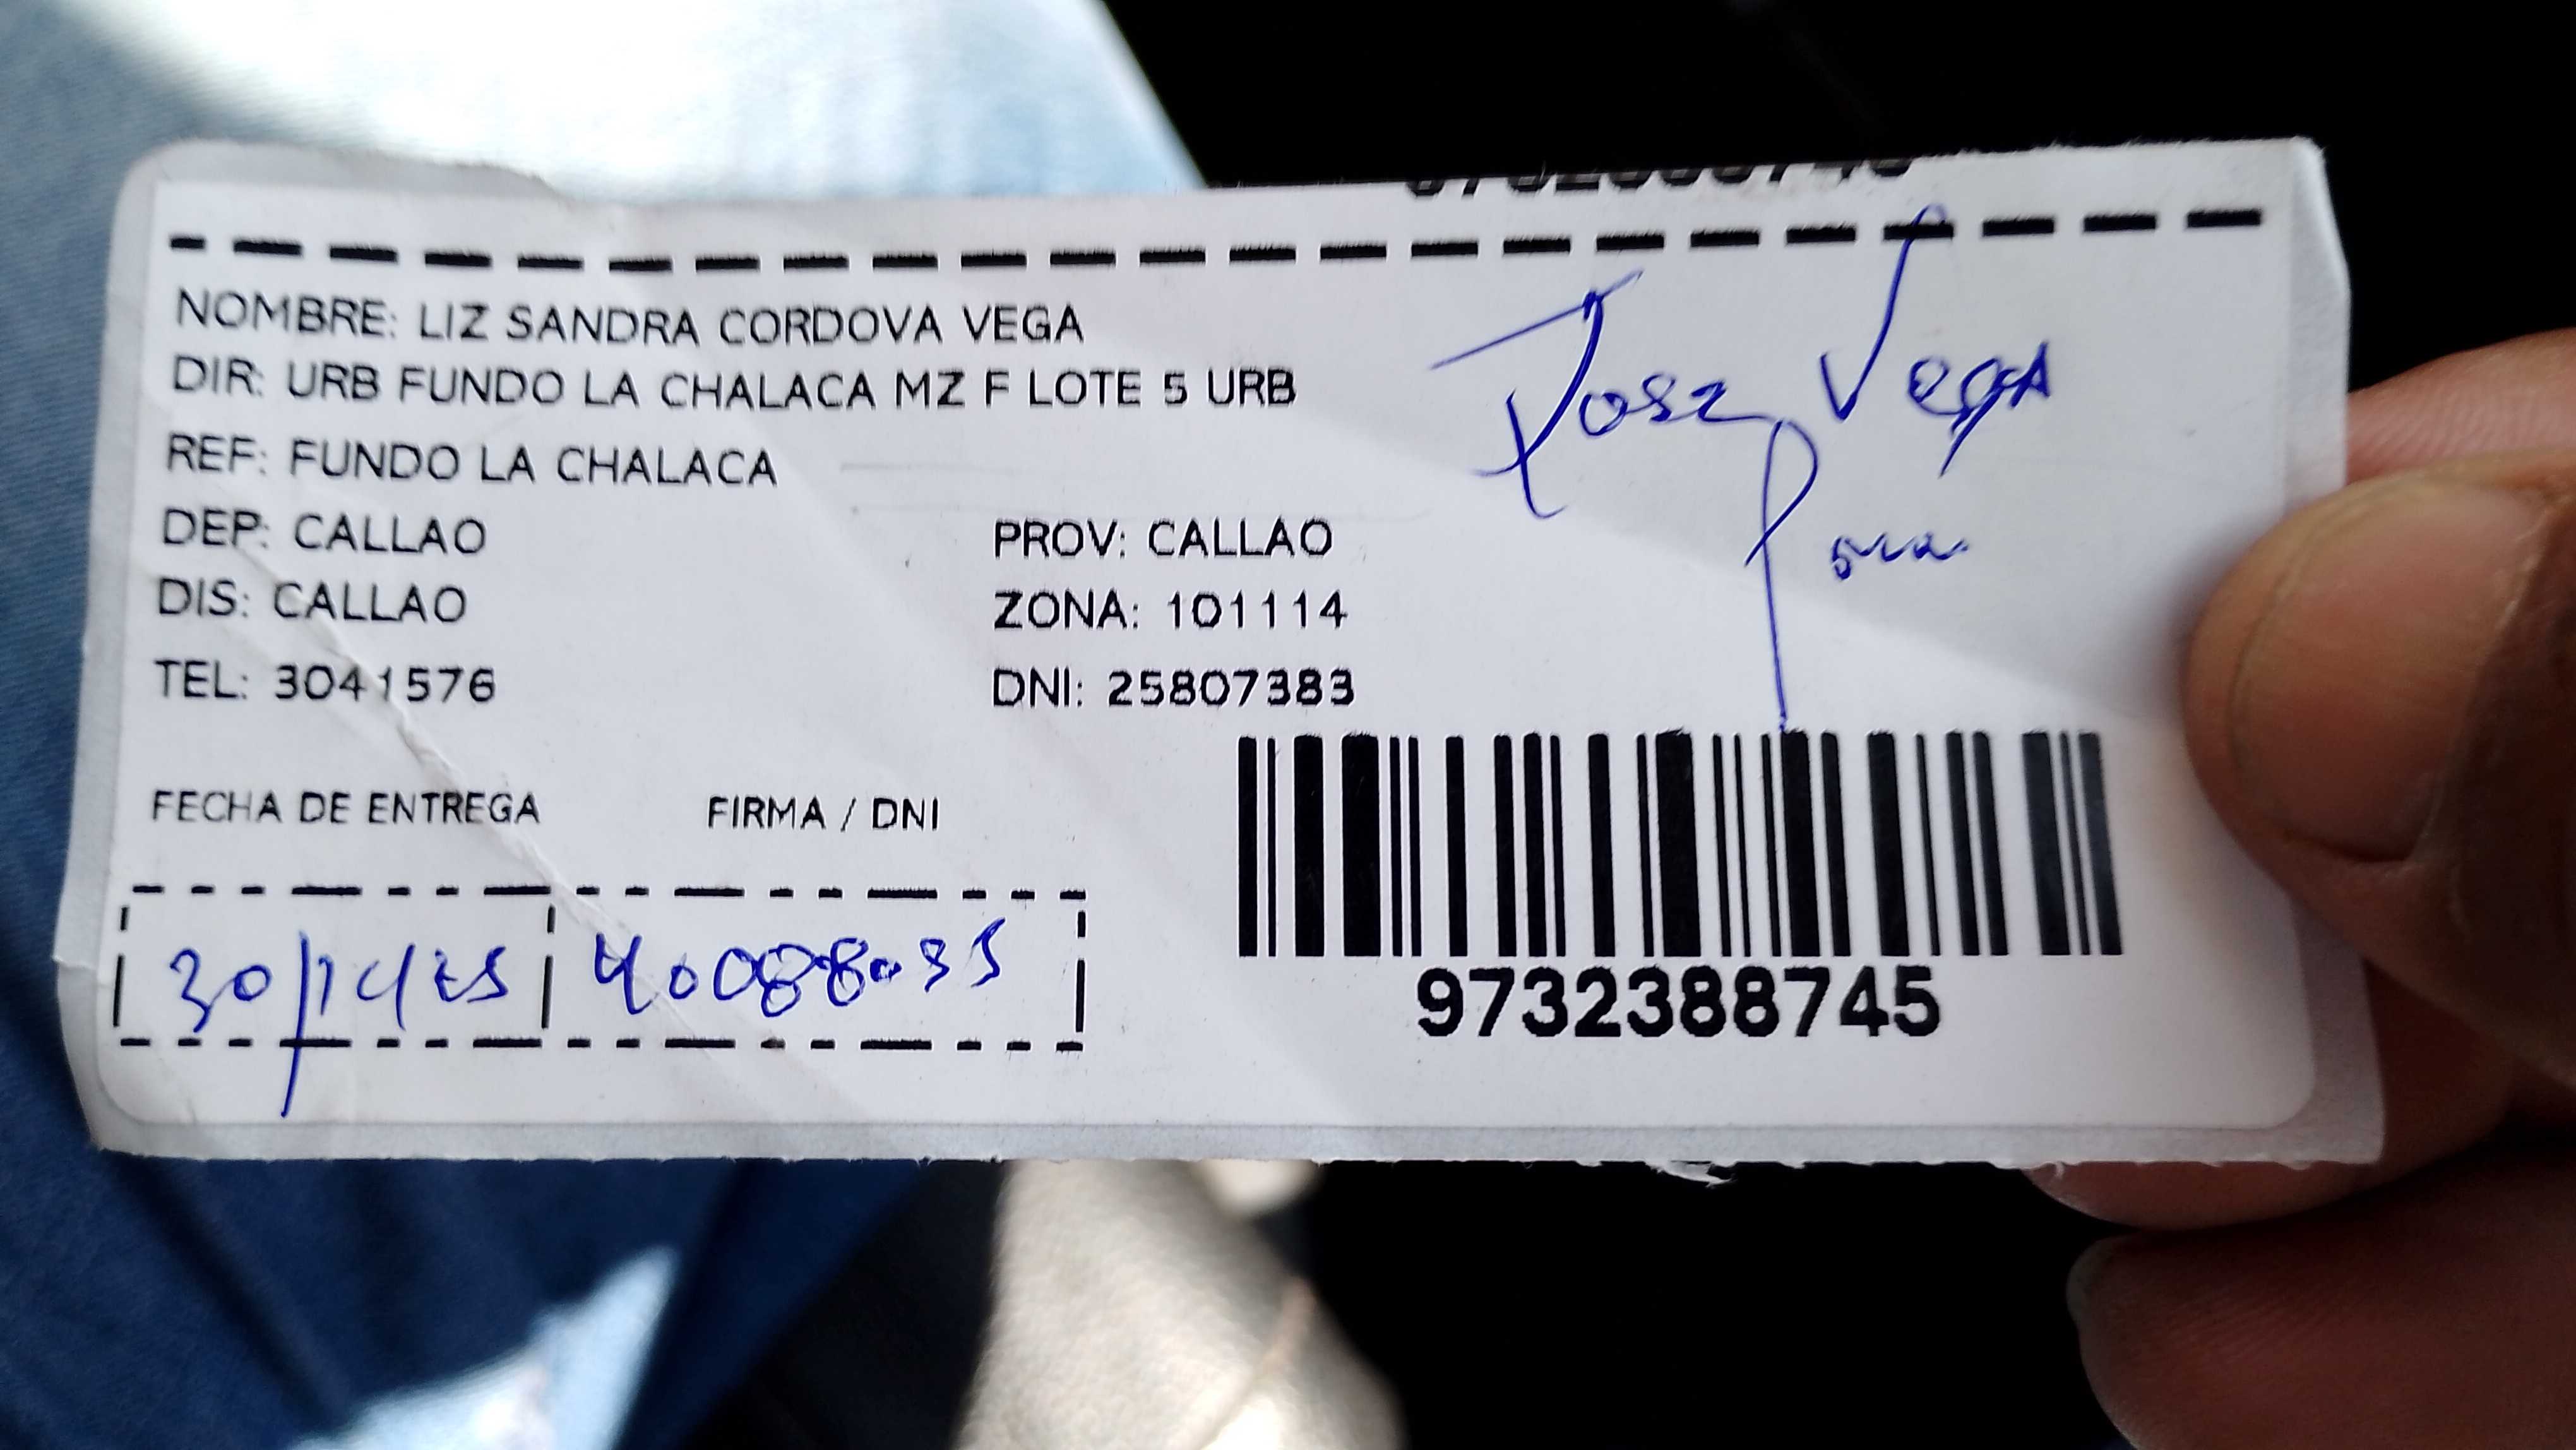 NOMBRE: LIZ SANDRA CORDOVA VEGA
DIR: URB FUNDO LA CHALACA MZ F LOTE 5 URB
REF: FUNDO LA CHALACA
DEP: CALLAO PROV: CALLAO
DIS: CALLAO ZONA: 101114
TEL: 3041576 DNI: 25807383
Jose Vega
FECHA DE ENTREGA FIRMA / DNI
9732388745